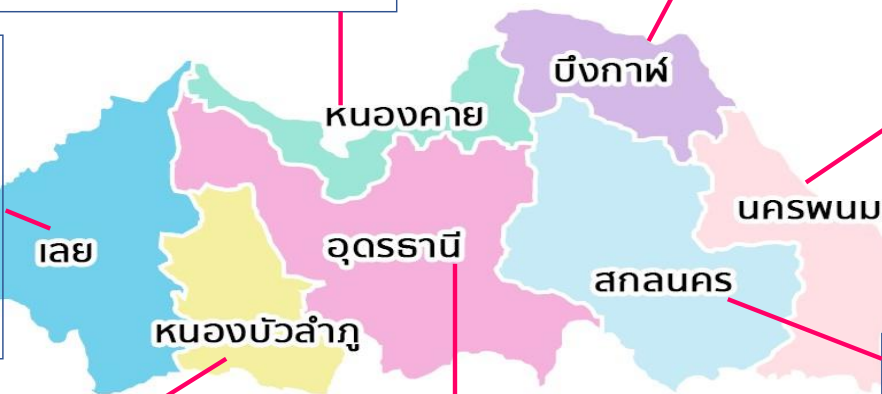 บึงกาฬ
หนองคาย
นครพนม
เลย
อุดรธานี
สกลนคร
หนองบัวลำภู